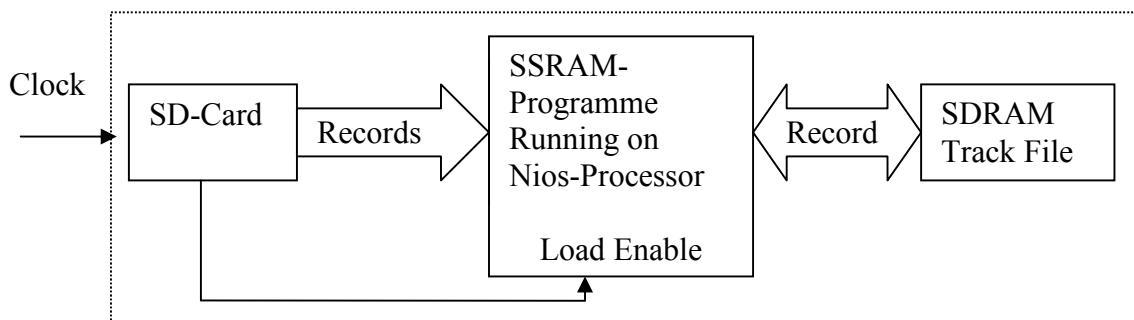 Clock
SD-Card
Records
SSRAM-
Programme
Running on
Nios-Processor
Load Enable
Record
SDRAM
Track File